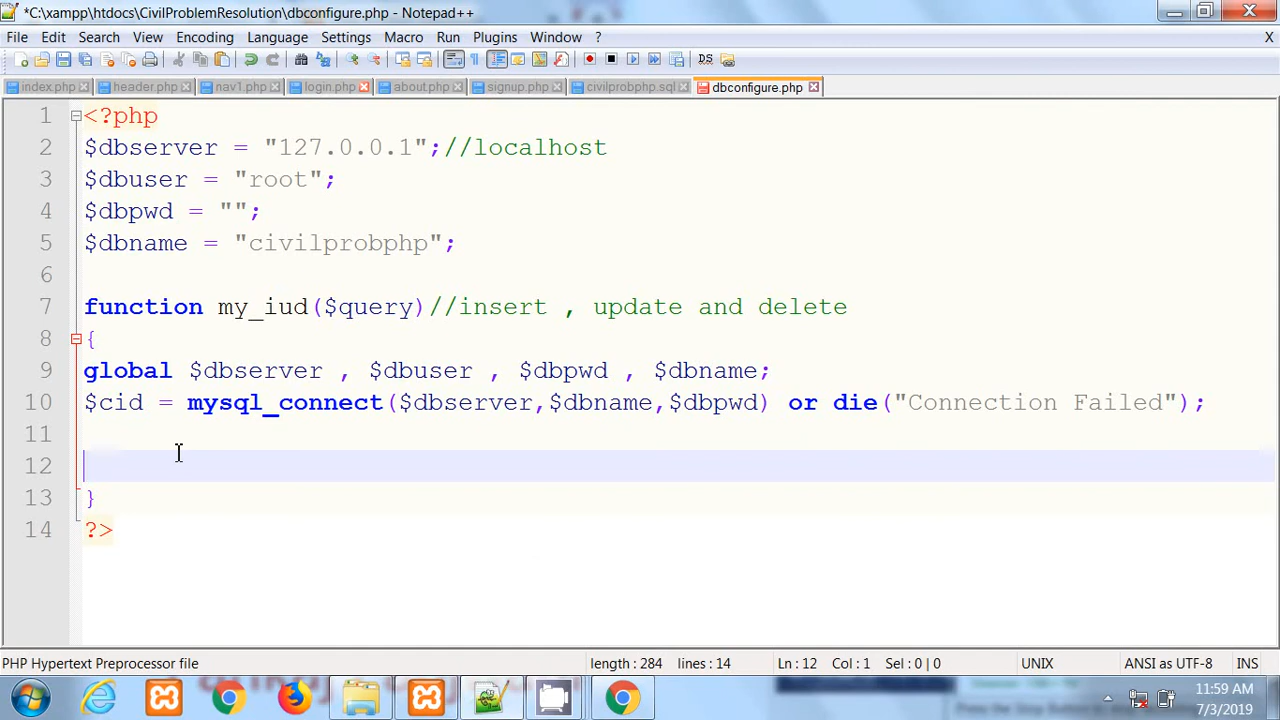 *C:\xampp\htdocs\CivilProblemResolution\dbconfigure.php - Notepad++
File Edit Search View Encoding Language Settings Macro Run Plugins Window ? X
index.php header.php nav1.php login.php about.php signup.php civilprobphp.sql dbconfigure.php
1 <?php
2 $dbserver = "127.0.0.1";//localhost
3 $dbuser = "root";
4 $dbpwd = "";
5 $dbname = "civilprobphp";
6
7 function my_iud($query)//insert , update and delete
8 {
9 global $dbserver , $dbuser , $dbpwd , $dbname;
10 $cid = mysql_connect($dbserver,$dbname,$dbpwd) or die("Connection Failed");
11
12
13 }
14 ?>
PHP Hypertext Preprocessor file length : 284 lines : 14 Ln : 12 Col : 1 Sel : 0 | 0 UNIX ANSI as UTF-8 INS
11:59 AM
7/3/2019